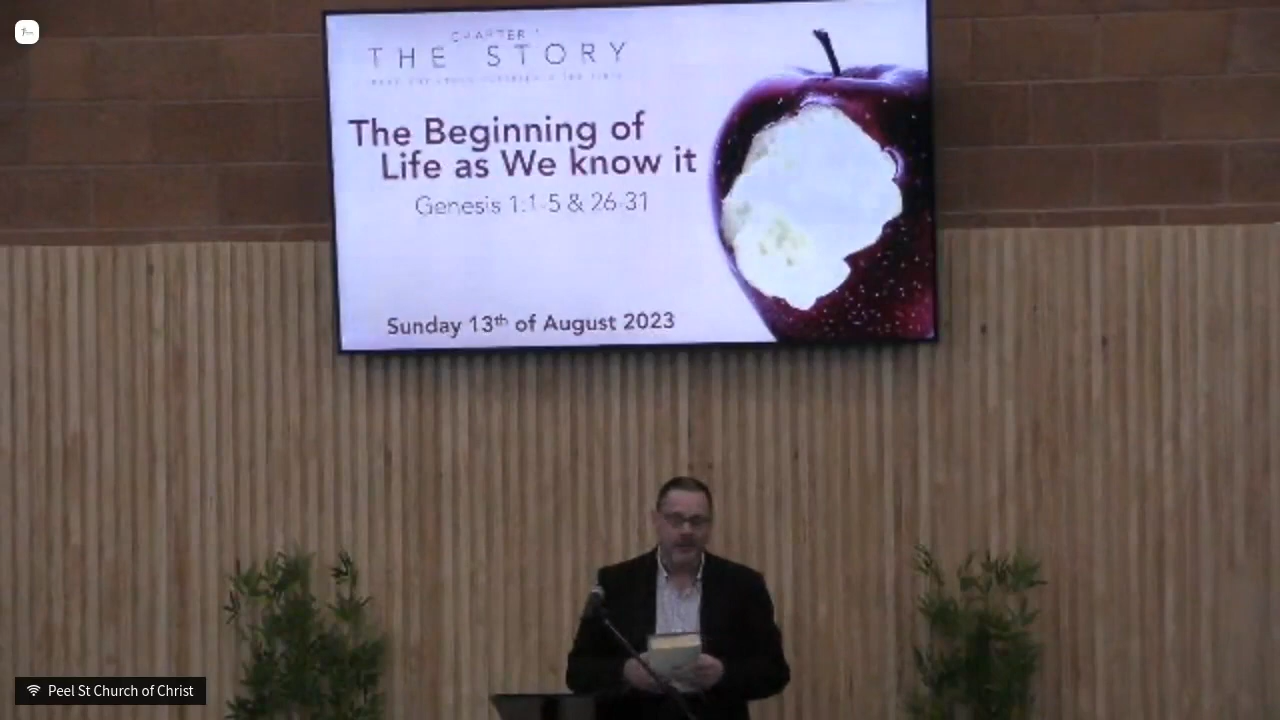 CHAPTER 1
THE STORY
The Beginning of
Life as We know it
Genesis 1:1-5 & 26-31
Sunday 13th of August 2023
Peel St Church of Christ